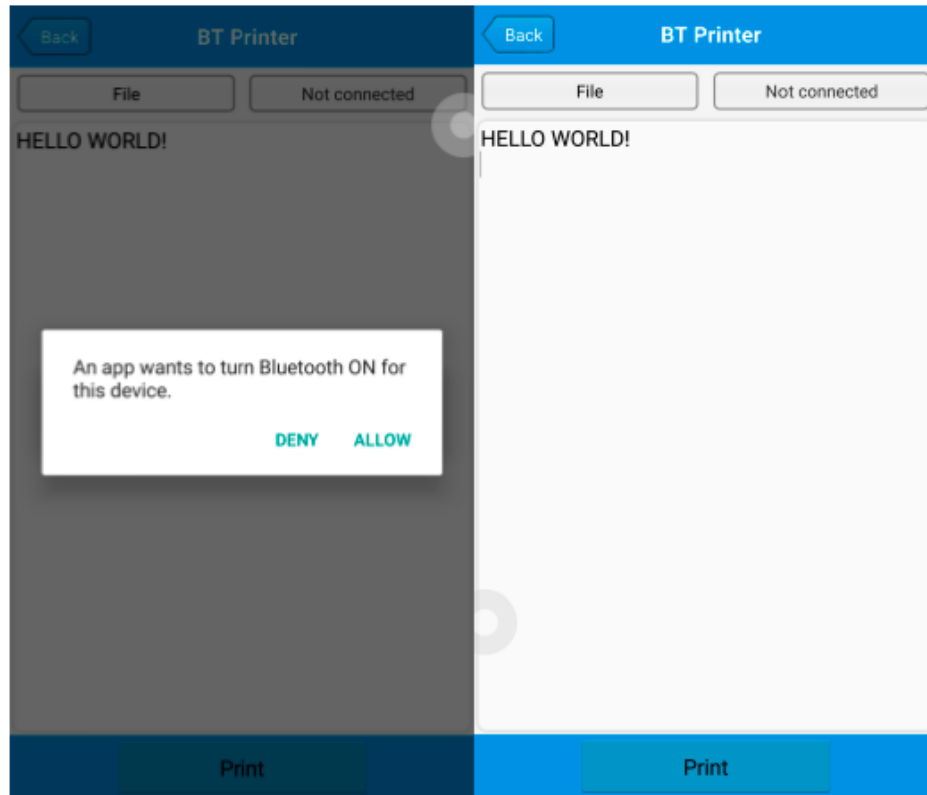 Back
BT Printer
File
Not connected
HELLO WORLD!
An app wants to turn Bluetooth ON for
this device.
DENY
ALLOW
Print
Back
BT Printer
File
Not connected
HELLO WORLD!
Print